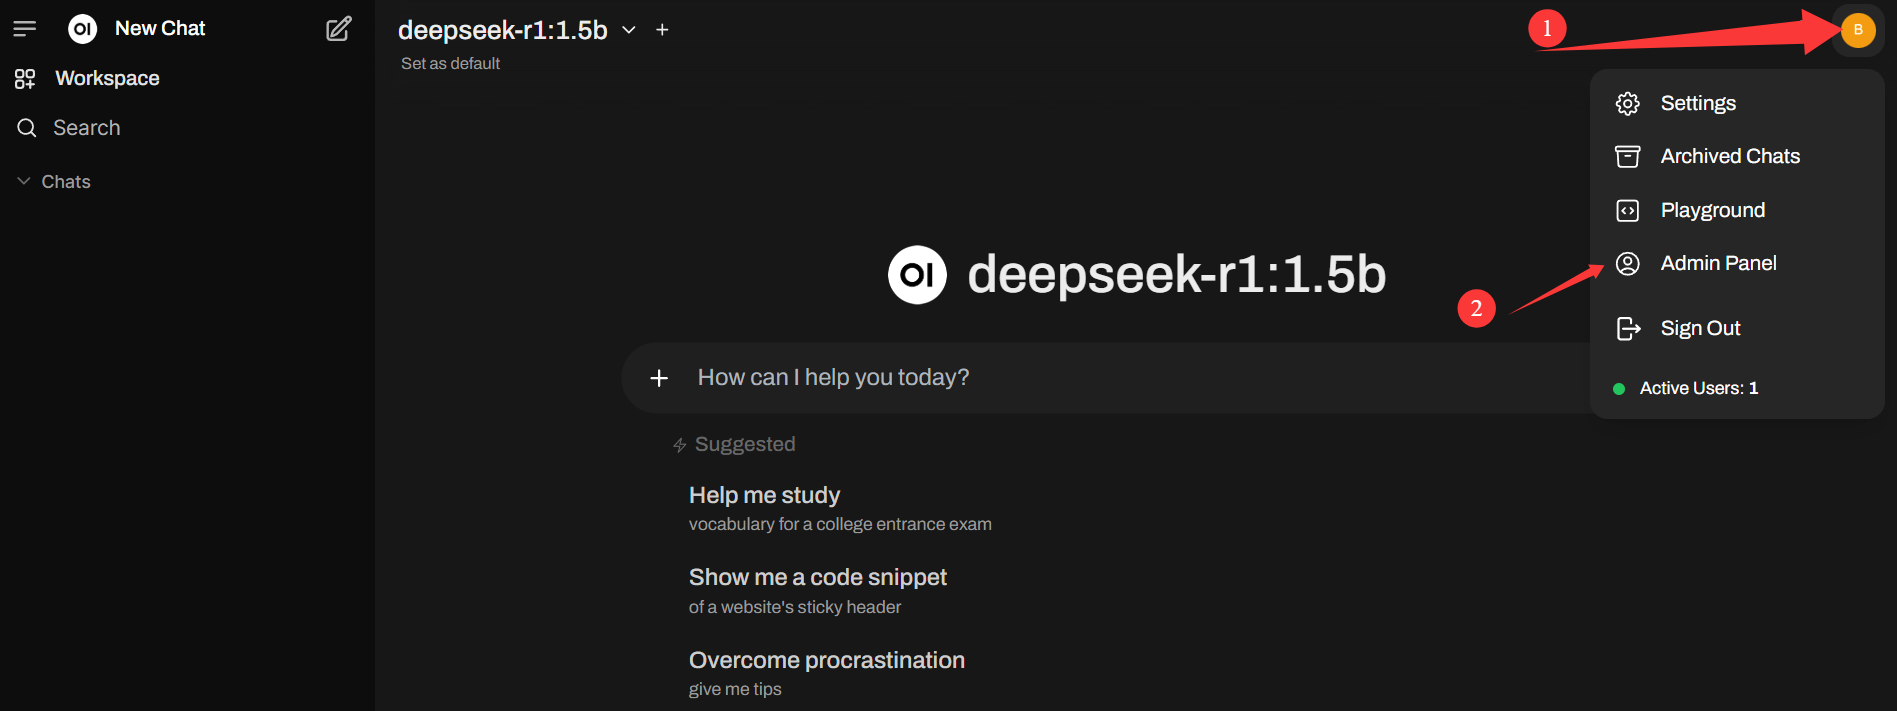 New Chat
Workspace
Search
Chats
deepseek-r1:1.5b
Set as default
1
B
Settings
Archived Chats
Playground
Admin Panel
2
Sign Out
Active Users: 1
OI deepseek-r1:1.5b
How can I help you today?
Suggested
Help me study
vocabulary for a college entrance exam
Show me a code snippet
of a website's sticky header
Overcome procrastination
give me tips